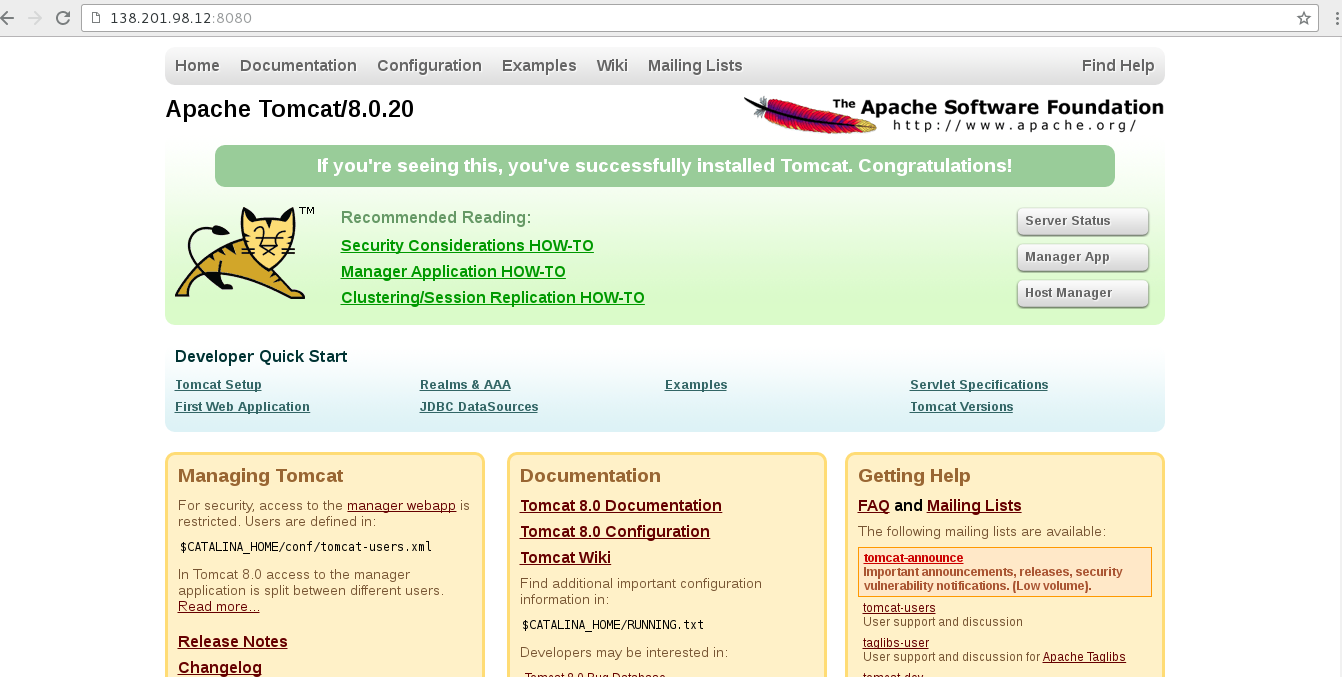 138.201.98.12:8080
Home Documentation Configuration Examples Wiki Mailing Lists Find Help
Apache Tomcat/8.0.20
The Apache Software Foundation
http://www.apache.org/
If you're seeing this, you've successfully installed Tomcat. Congratulations!
TM
Recommended Reading:
Security Considerations HOW-TO
Manager Application HOW-TO
Clustering/Session Replication HOW-TO
Server Status
Manager App
Host Manager
Developer Quick Start
Tomcat Setup
First Web Application
Realms & AAA
JDBC DataSources
Examples
Servlet Specifications
Tomcat Versions
Managing Tomcat
For security, access to the manager webapp is
restricted. Users are defined in:
$CATALINA_HOME/conf/tomcat-users.xml
In Tomcat 8.0 access to the manager
application is split between different users.
Read more...
Release Notes
Changelog
Documentation
Tomcat 8.0 Documentation
Tomcat 8.0 Configuration
Tomcat Wiki
Find additional important configuration
information in:
$CATALINA_HOME/RUNNING.txt
Developers may be interested in:
Tomcat 8.0 Bug Database
Getting Help
FAQ and Mailing Lists
The following mailing lists are available:
tomcat-announce
Important announcements, releases, security
vulnerability notifications. (Low volume).
tomcat-users
User support and discussion
taglibs-user
User support and discussion for Apache Taglibs
tomcat-dev